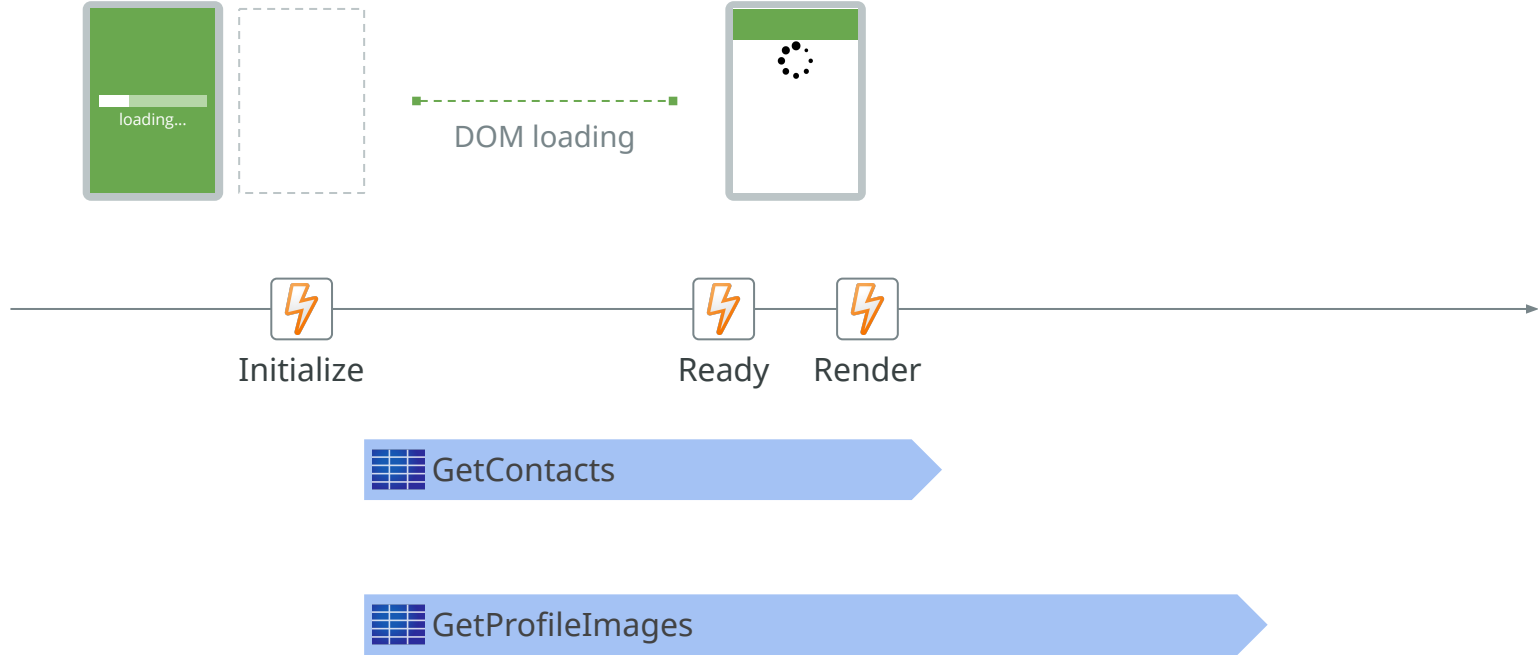 loading...
DOM loading
Initialize
Ready
Render
GetContacts
GetProfileImages